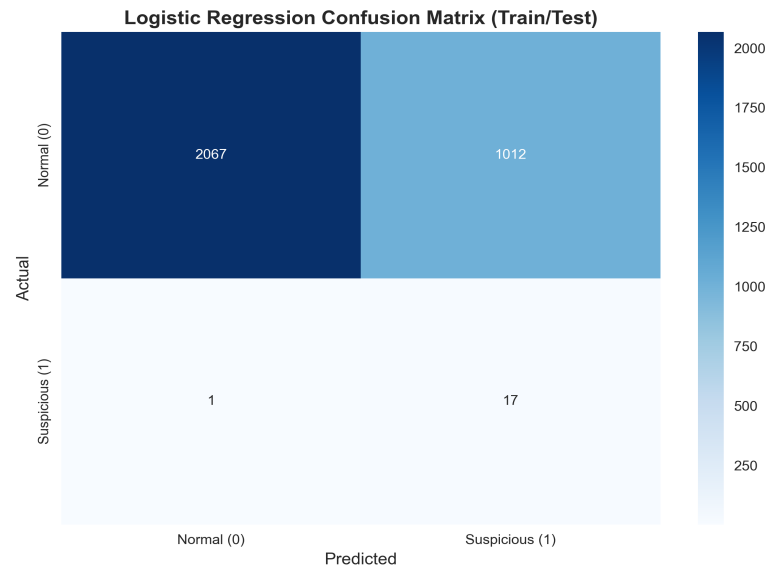 Logistic Regression Confusion Matrix (Train/Test)
Actual
Normal (0)
2067
1012
Suspicious (1)
1
17
Normal (0)
Suspicious (1)
Predicted
2000
1750
1500
1250
1000
750
500
250